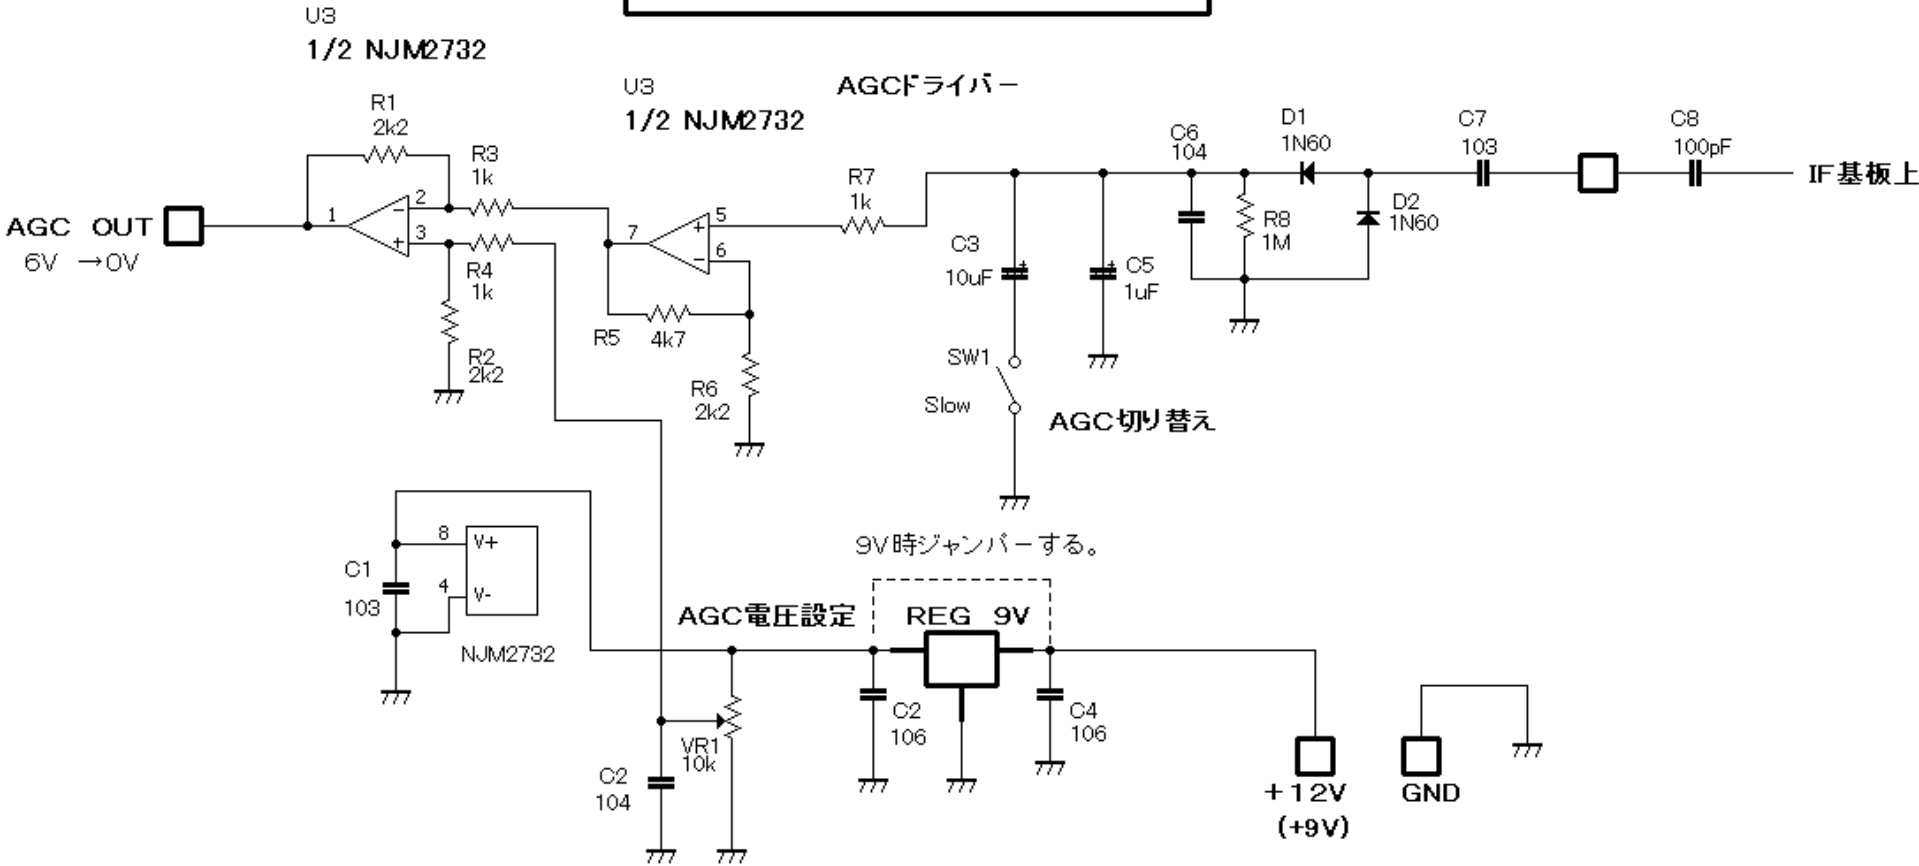 U3
1/2 NJM2732
U3
1/2 NJM2732
AGCドライバー
R1
2k2
R3
1k
R7
1k
C6
104
D1
1N60
C7
103
C8
100pF
IF基板上
D2
1N60
R8
1M
AGC OUT
6V →0V
1
2
3
R4
1k
7
5
6
C3
10uF
C5
1uF
R2
2k2
R5
4k7
R6
2k2
SW1
Slow
AGC切り替え
9V時ジャンパーする。
C1
103
8
V+
4
V-
NJM2732
AGC電圧設定
REG 9V
VR1
10k
C2
106
C4
106
C2
104
+12V
(+9V)
GND